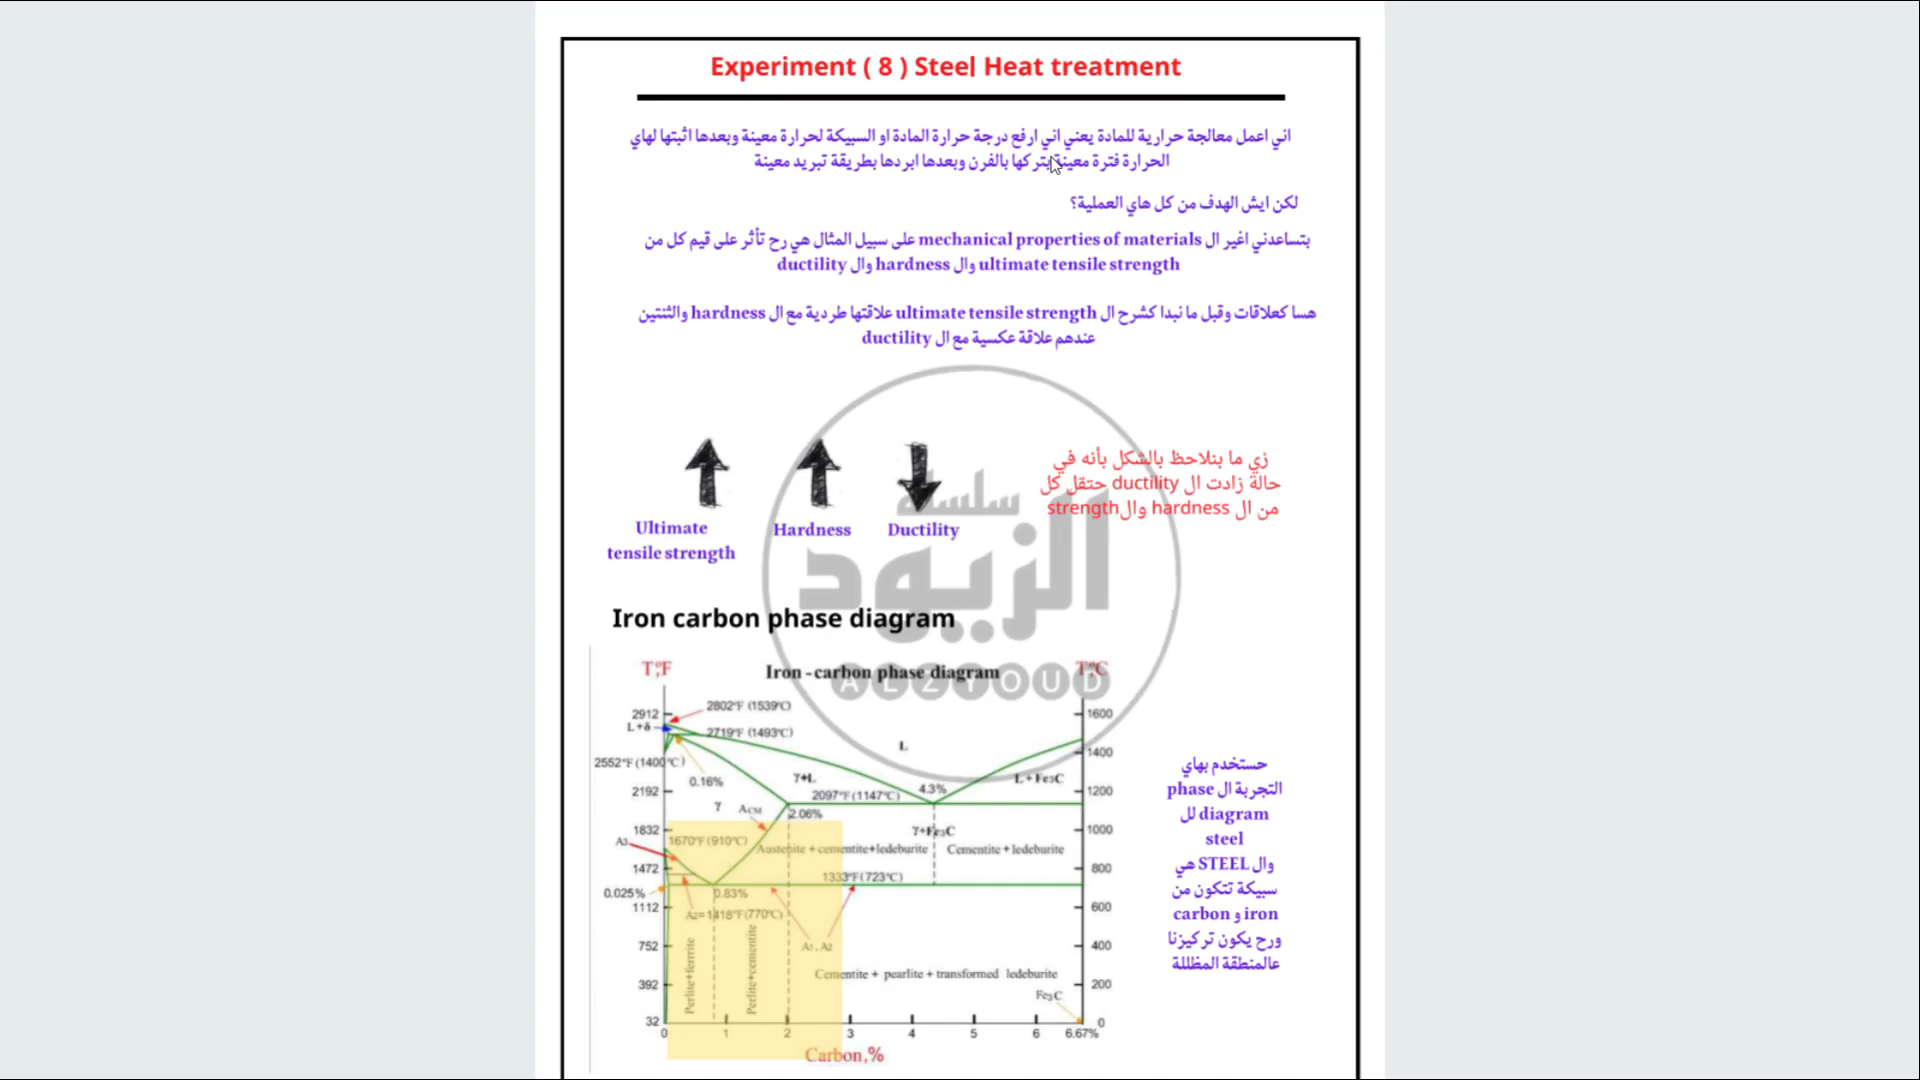 Experiment ( 8 ) Steel Heat treatment
اني اعمل معالجة حرارية للمادة يعني اني ارفع درجة حرارة المادة او السبيكة لحرارة معينة وبعدها اثبتها لهاي
الحرارة فترة معينة بتركها بالفرن وبعدها ابردها بطريقة تبريد معينة
لكن ايش الهدف من كل هاي العملية؟
بتساعدني اغير ال mechanical properties of materials على سبيل المثال هي رح تأثر على قيم كل من
ultimate tensile strength وال hardness وال ductility
هسا كعلاقات وقبل ما نبدا كشرح ال ultimate tensile strength علاقتها طردية مع ال hardness والثنتين
عندهم علاقة عكسية مع ال ductility
زي ما بنلاحظ بالشكل بأنه في
حالة زادت ال ductility حتقل كل
من ال hardness والstrength
Ultimate
tensile strength
Hardness
Ductility
سلسلة
الزيود
ALZYOUD
Iron carbon phase diagram
T,°F
Iron-carbon phase diagram
T,°C
2802°F (1539°C)
2912
1600
L+δ
2719°F (1493°C)
L
1400
2552°F (1400°C)
0.16%
γ+L
L+Fe₃C
2192
2097°F (1147°C)
4.3%
1200
γ
ACM
2.06%
1832
γ+Fe₃C
1000
A₃
1670°F (910°C)
Austenite + cementite+ledeburite
Cementite + ledeburite
1472
1333°F (723°C)
800
0.025%
0.83%
1112
A₂=1418°F(770°C)
600
752
A₁, A₂
400
Perlite+ferrrite
Perlite+cementite
Cementite + pearlite + transformed ledeburite
392
200
Fe₃C
32
0
0 1 2 3 4 5 6 6.67%
Carbon,%
حستخدم بهاي
التجربة ال phase
diagram لل
steel
وال STEEL هي
سبيكة تتكون من
iron و carbon
ورح يكون تركيزنا
عالمنطقة المظللة